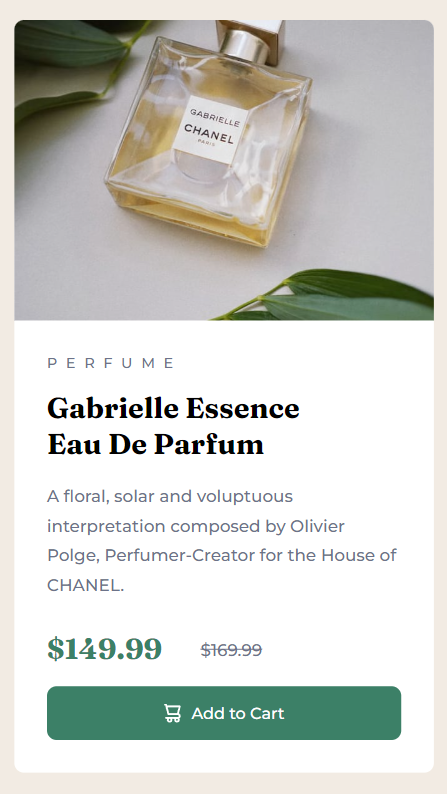 GABRIELLE
CHANEL
PARIS
PERFUME
Gabrielle Essence
Eau De Parfum
A floral, solar and voluptuous
interpretation composed by Olivier
Polge, Perfumer-Creator for the House of
CHANEL.
$149.99 $169.99
Add to Cart